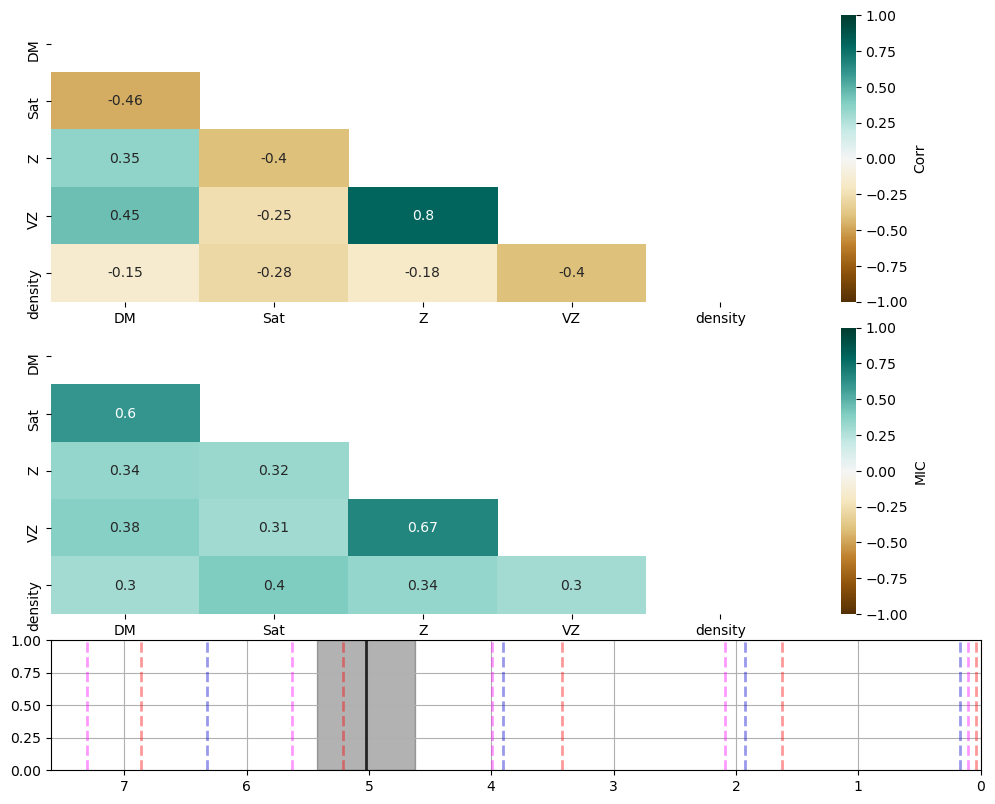 1.00
DM
0.75
-0.46
Sat
0.50
0.25
0.35
-0.4
Z
0.00
Corr
-0.25
0.45
-0.25
0.8
VZ
-0.50
-0.15
-0.28
-0.18
-0.4
density
-0.75
-1.00
DM
Sat
Z
VZ
density
1.00
DM
0.75
0.6
Sat
0.50
0.25
0.34
0.32
Z
0.00
MIC
-0.25
0.38
0.31
0.67
VZ
-0.50
0.3
0.4
0.34
0.3
density
-0.75
-1.00
DM
Sat
Z
VZ
density
1.00
0.75
0.50
0.25
0.00
7
6
5
4
3
2
1
0